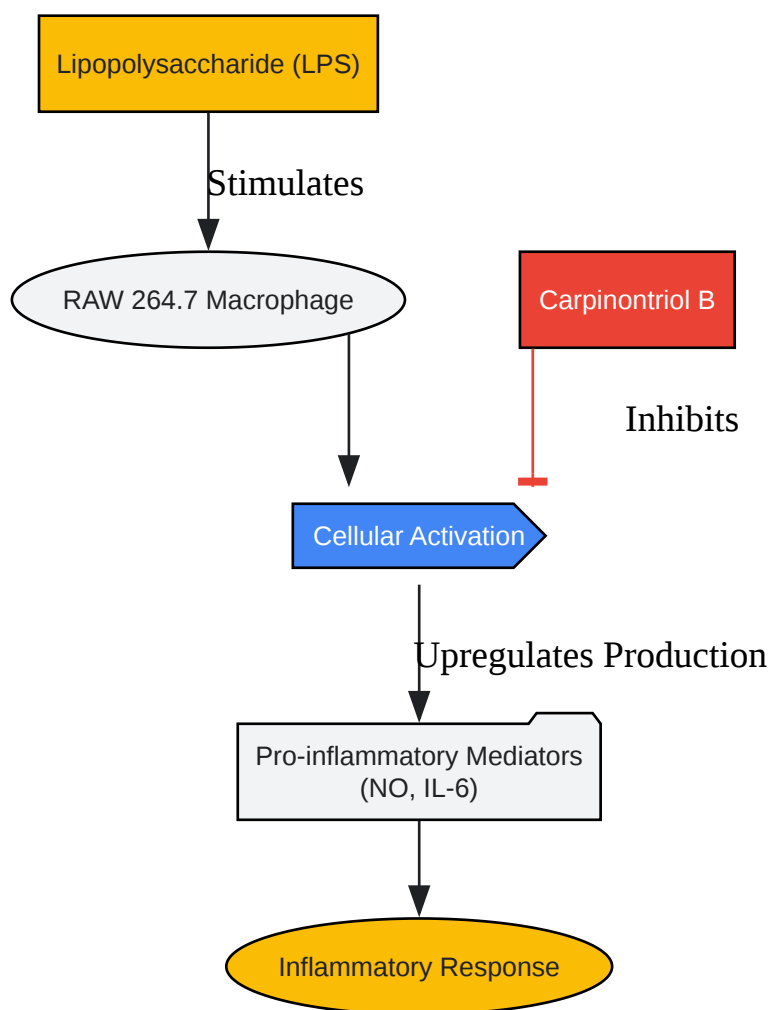 Lipopolysaccharide (LPS)
Stimulates
RAW 264.7 Macrophage
Carpinontriol B
Inhibits
Cellular Activation
Upregulates Production
Pro-inflammatory Mediators
(NO, IL-6)
Inflammatory Response